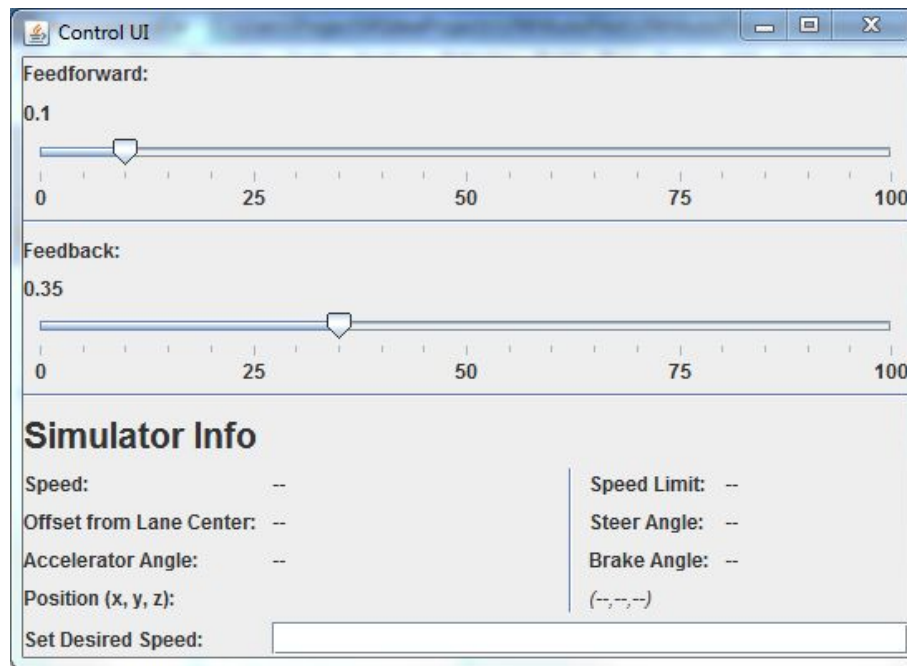 Control UI
Feedforward:
0.1
0 25 50 75 100
Feedback:
0.35
0 25 50 75 100
Simulator Info
Speed: -- Speed Limit: --
Offset from Lane Center: -- Steer Angle: --
Accelerator Angle: -- Brake Angle: --
Position (x, y, z): (--,--,--)
Set Desired Speed: